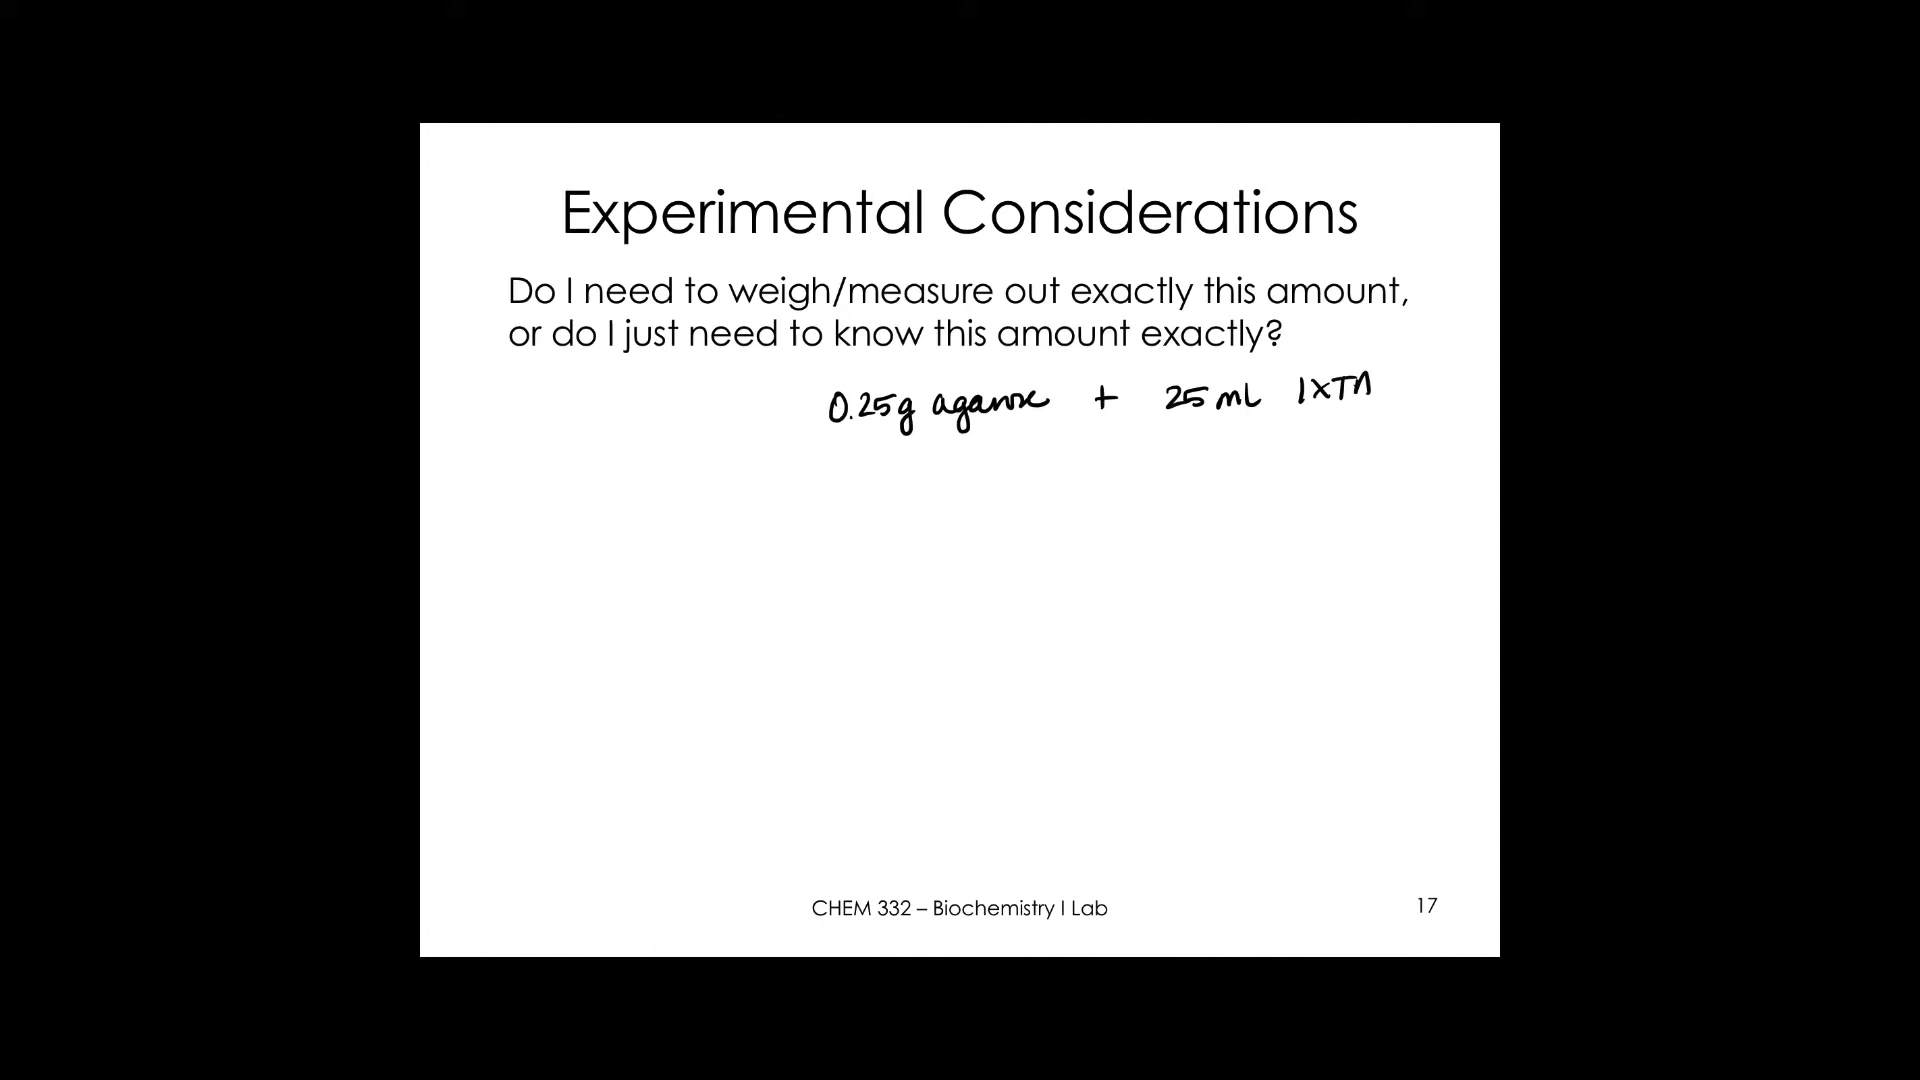 Experimental Considerations
Do I need to weigh/measure out exactly this amount,
or do I just need to know this amount exactly?
0.25g agarose + 25 mL 1xTA
CHEM 332 – Biochemistry I Lab
17